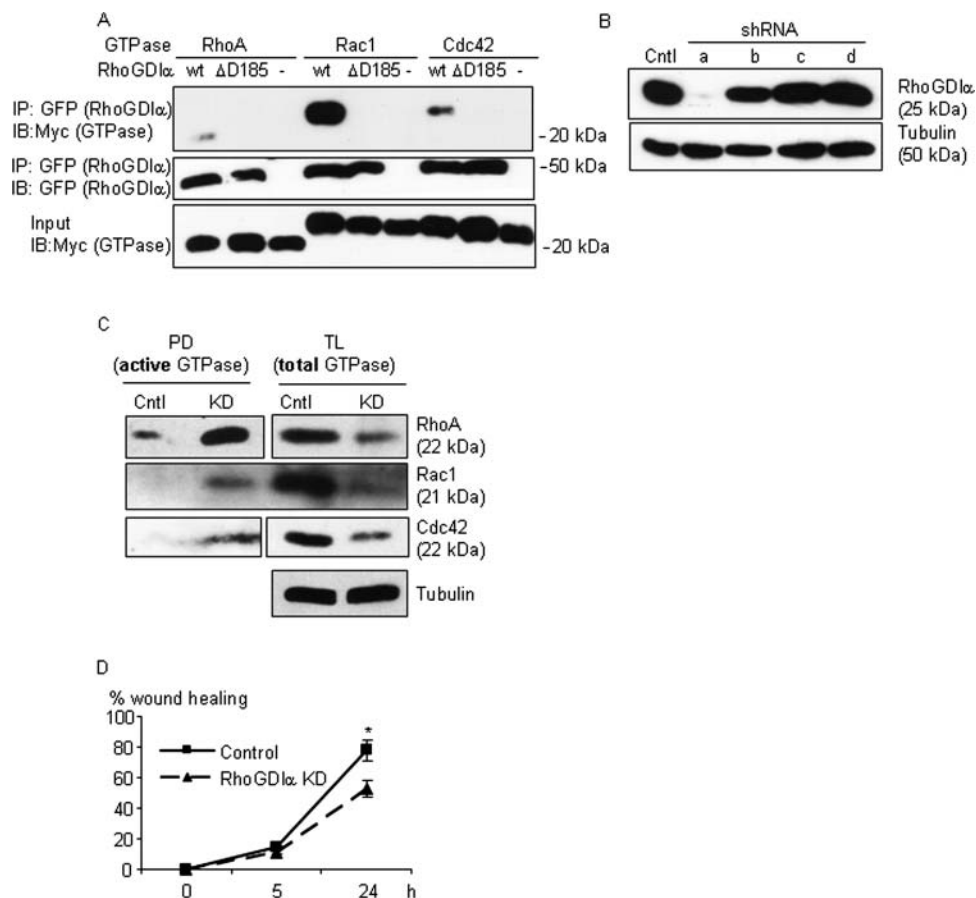 A
GTPase RhoA Rac1 Cdc42
RhoGDIα wt ΔD185 - wt ΔD185 - wt ΔD185 -
IP: GFP (RhoGDIα)
IB:Myc (GTPase)
- 20 kDa
IP: GFP (RhoGDIα)
IB: GFP (RhoGDIα)
-50 kDa
Input
IB:Myc (GTPase)
-20 kDa
B
shRNA
Cntl a b c d
RhoGDIα
(25 kDa)
Tubulin
(50 kDa)
C
PD TL
(active GTPase) (total GTPase)
Cntl KD Cntl KD
RhoA
(22 kDa)
Rac1
(21 kDa)
Cdc42
(22 kDa)
Tubulin
D
% wound healing
100
80
60
40
20
0
*
Control
RhoGDIα KD
0 5 24 h